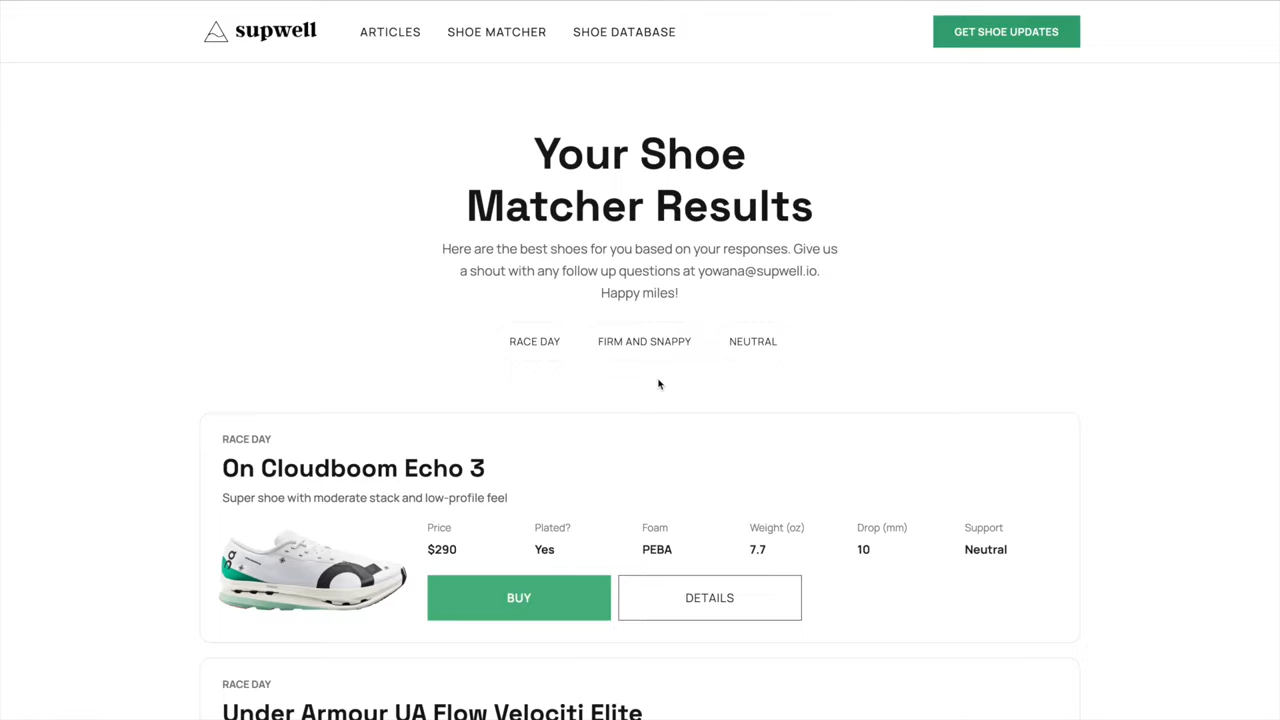 supwell
ARTICLES
SHOE MATCHER
SHOE DATABASE
GET SHOE UPDATES
Your Shoe
Matcher Results
Here are the best shoes for you based on your responses. Give us
a shout with any follow up questions at yowana@supwell.io.
Happy miles!
RACE DAY
FIRM AND SNAPPY
NEUTRAL
RACE DAY
On Cloudboom Echo 3
Super shoe with moderate stack and low-profile feel
Price
Plated?
Foam
Weight (oz)
Drop (mm)
Support
$290
Yes
PEBA
7.7
10
Neutral
BUY
DETAILS
RACE DAY
Under Armour UA Flow Velociti Elite